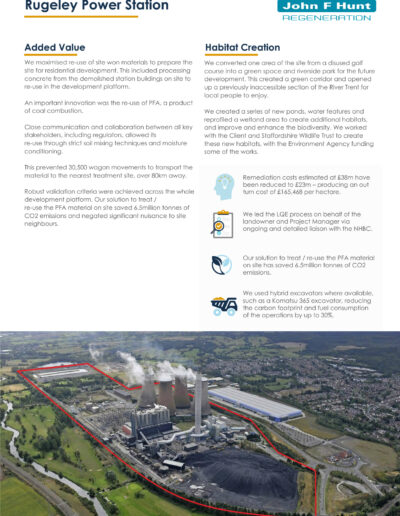 Rugeley Power Station
John F Hunt
REGENERATION
Added Value
We maximised re-use of site won materials to prepare the
site for residential development. This included processing
concrete from the demolished station buildings on site to
re-use in the development platform.
An important innovation was the re-use of PFA, a product
of coal combustion.
Close communication and collaboration between all key
stakeholders, including regulators, allowed its
re-use through strict soil mixing techniques and moisture
conditioning.
This prevented 30,500 wagon movements to transport the
material to the nearest treatment site, over 80km away.
Robust validation criteria were achieved across the whole
development platform. Our solution to treat /
re-use the PFA material on site saved 6.5million tonnes of
CO2 emissions and negated significant nuisance to site
neighbours.
Habitat Creation
We converted one area of the site from a disused golf
course into a green space and riverside park for the future
development. This created a green corridor and opened
up a previously inaccessible section of the River Trent for
local people to enjoy.
We created a series of new ponds, water features and
reprofiled a wetland area to create additional habitats,
and improve and enhance the biodiversity. We worked
with the Client and Staffordshire Wildlife Trust to create
these new habitats, with the Environment Agency funding
some of the works.
Remediation costs estimated at £38m have
been reduced to £23m – producing an out
turn cost of £165,468 per hectare.
We led the LQE process on behalf of the
landowner and Project Manager via
ongoing and detailed liaison with the NHBC.
Our solution to treat / re-use the PFA material
on site has saved 6.5million tonnes of CO2
emissions.
We used hybrid excavators where available,
such as a Komatsu 365 excavator, reducing
the carbon footprint and fuel consumption
of the operations by up to 30%.